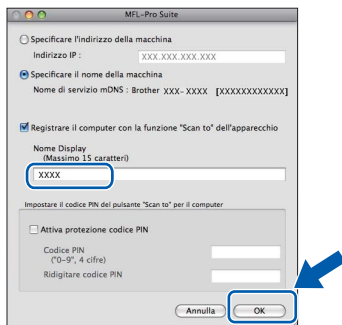 MFL-Pro Suite
Specificare l'indirizzo della macchina
Indirizzo IP : XXX.XXX.XXX.XXX
Specificare il nome della macchina
Nome di servizio mDNS : Brother XXX-XXXX [XXXXXXXXXXXX]
Registrare il computer con la funzione "Scan to" dell'apparecchio
Nome Display
(Massimo 15 caratteri)
XXXX
Impostare il codice PIN del pulsante "Scan to" per il computer
Attiva protezione codice PIN
Codice PIN
("0–9", 4 cifre)
Ridigitare codice PIN
Annulla OK